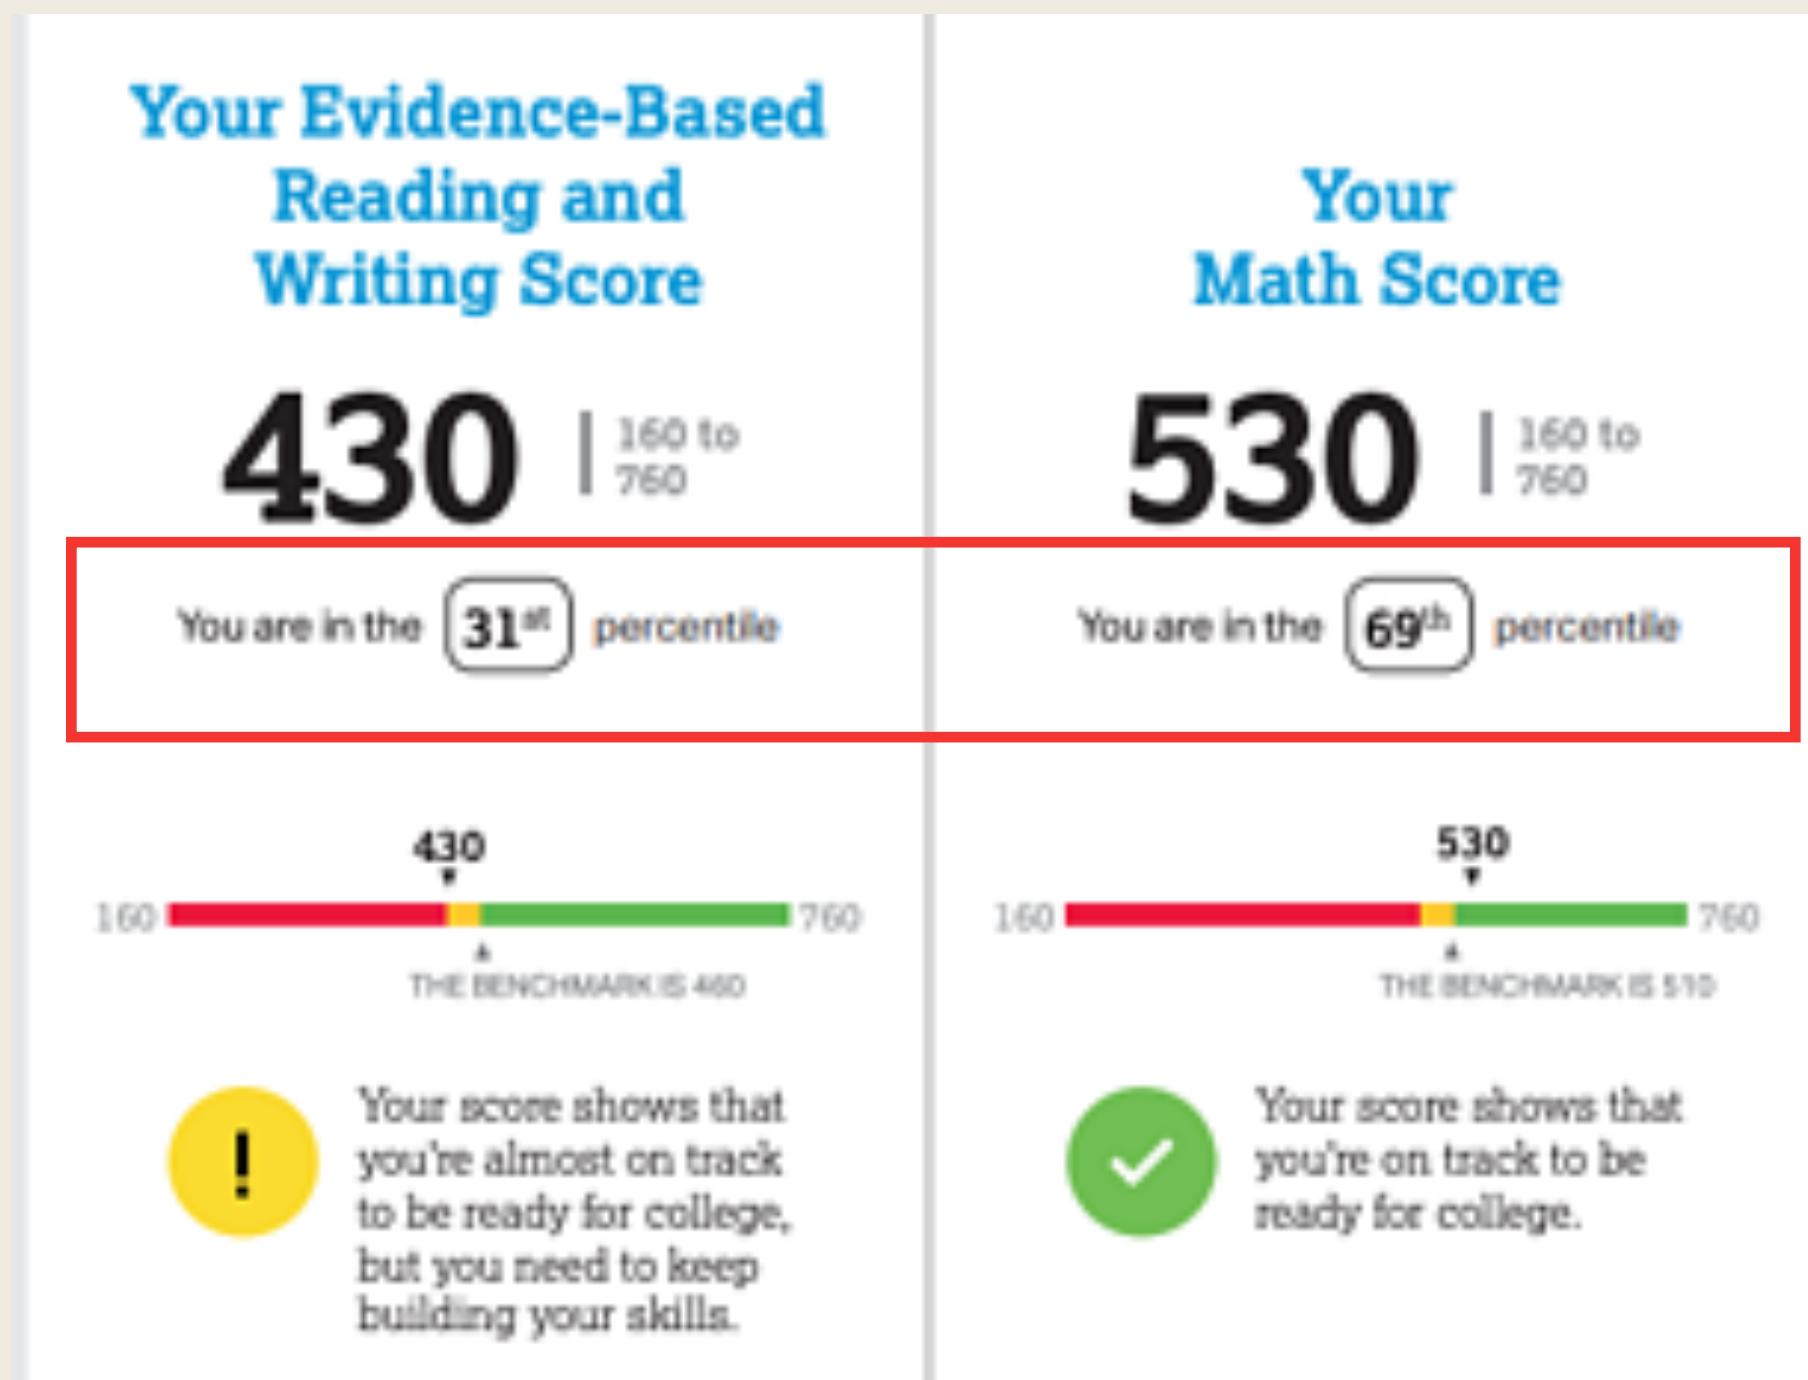 Your Evidence-Based
Reading and
Writing Score
430
160 to
760
You are in the 31st percentile
430
160
760
THE BENCHMARK IS 460
!
Your score shows that
you're almost on track
to be ready for college,
but you need to keep
building your skills.
Your
Math Score
530
160 to
760
You are in the 69th percentile
530
160
760
THE BENCHMARK IS 510
Your score shows that
you're on track to be
ready for college.